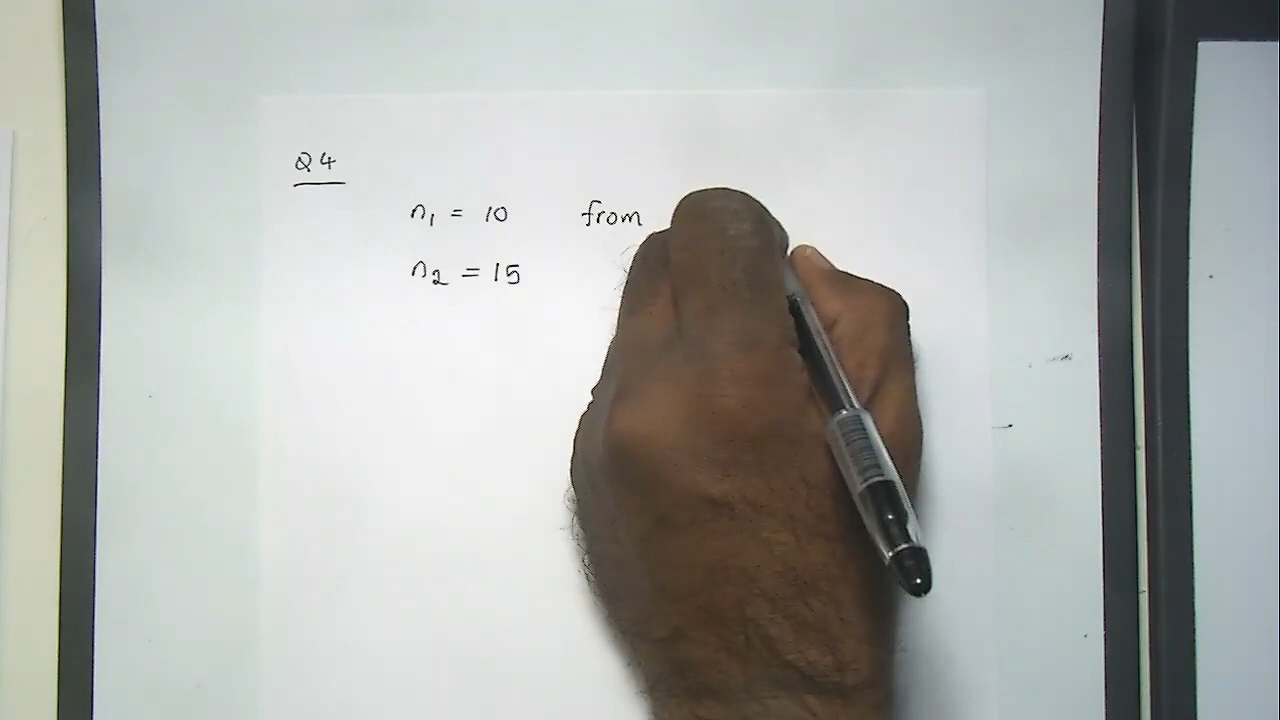 Q4
n₁ = 10 from
n₂ = 15